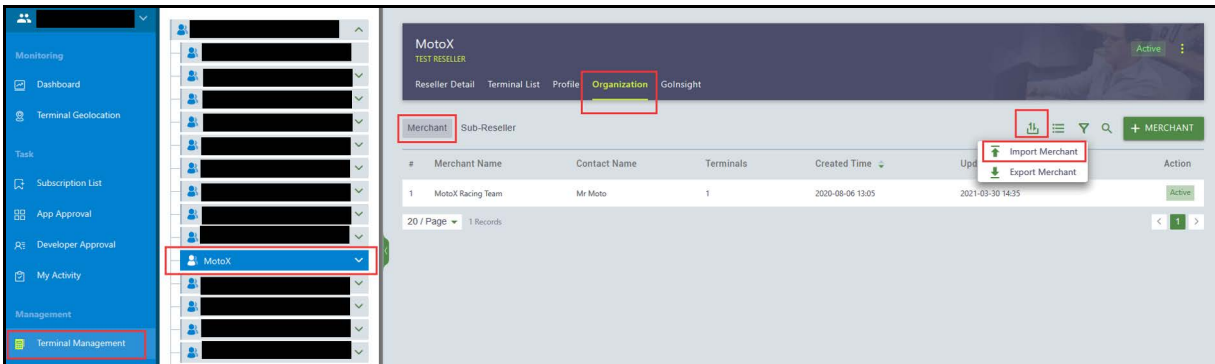 Monitoring
Dashboard
Terminal Geolocation
Task
Subscription List
App Approval
Developer Approval
My Activity
Management
Terminal Management
MotoX
MotoX
TEST RESELLER
Active
Reseller Detail Terminal List Profile Organization GoInsight
Merchant Sub-Reseller
+ MERCHANT
Import Merchant
Export Merchant
# Merchant Name Contact Name Terminals Created Time Upd Action
1 MotoX Racing Team Mr Moto 1 2020-08-06 13:05 2021-03-30 14:35 Active
20 / Page 1 Records
< 1 >